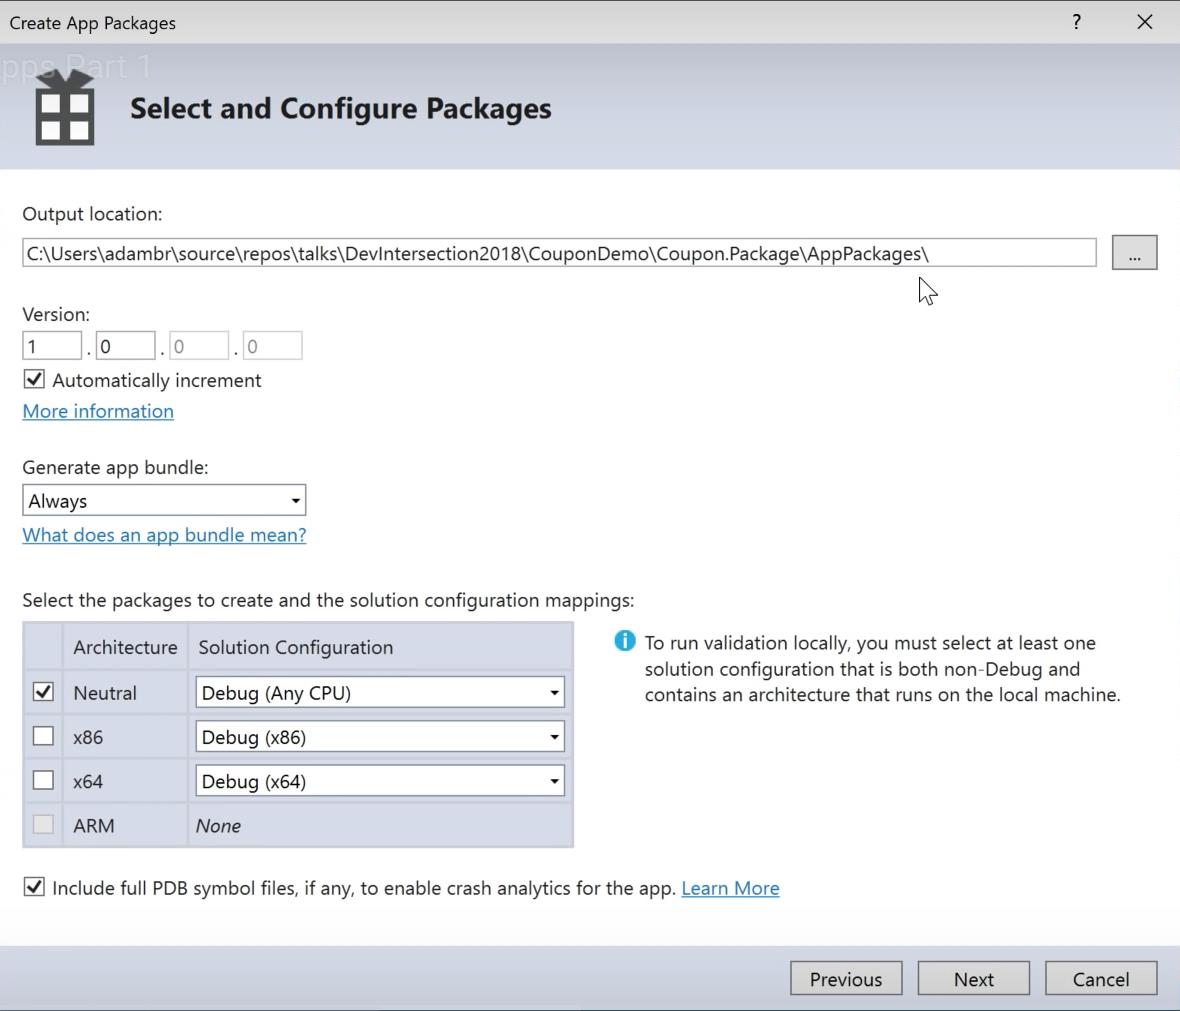 Create App Packages
?
pps Part 1
Select and Configure Packages
Output location:
C:\Users\adambr\source\repos\talks\DevIntersection2018\CouponDemo\Coupon.Package\AppPackages\
...
Version:
1 . 0 . 0 . 0
Automatically increment
More information
Generate app bundle:
Always
What does an app bundle mean?
Select the packages to create and the solution configuration mappings:
Architecture Solution Configuration
Neutral Debug (Any CPU)
x86 Debug (x86)
x64 Debug (x64)
ARM None
To run validation locally, you must select at least one
solution configuration that is both non-Debug and
contains an architecture that runs on the local machine.
Include full PDB symbol files, if any, to enable crash analytics for the app. Learn More
Previous Next Cancel